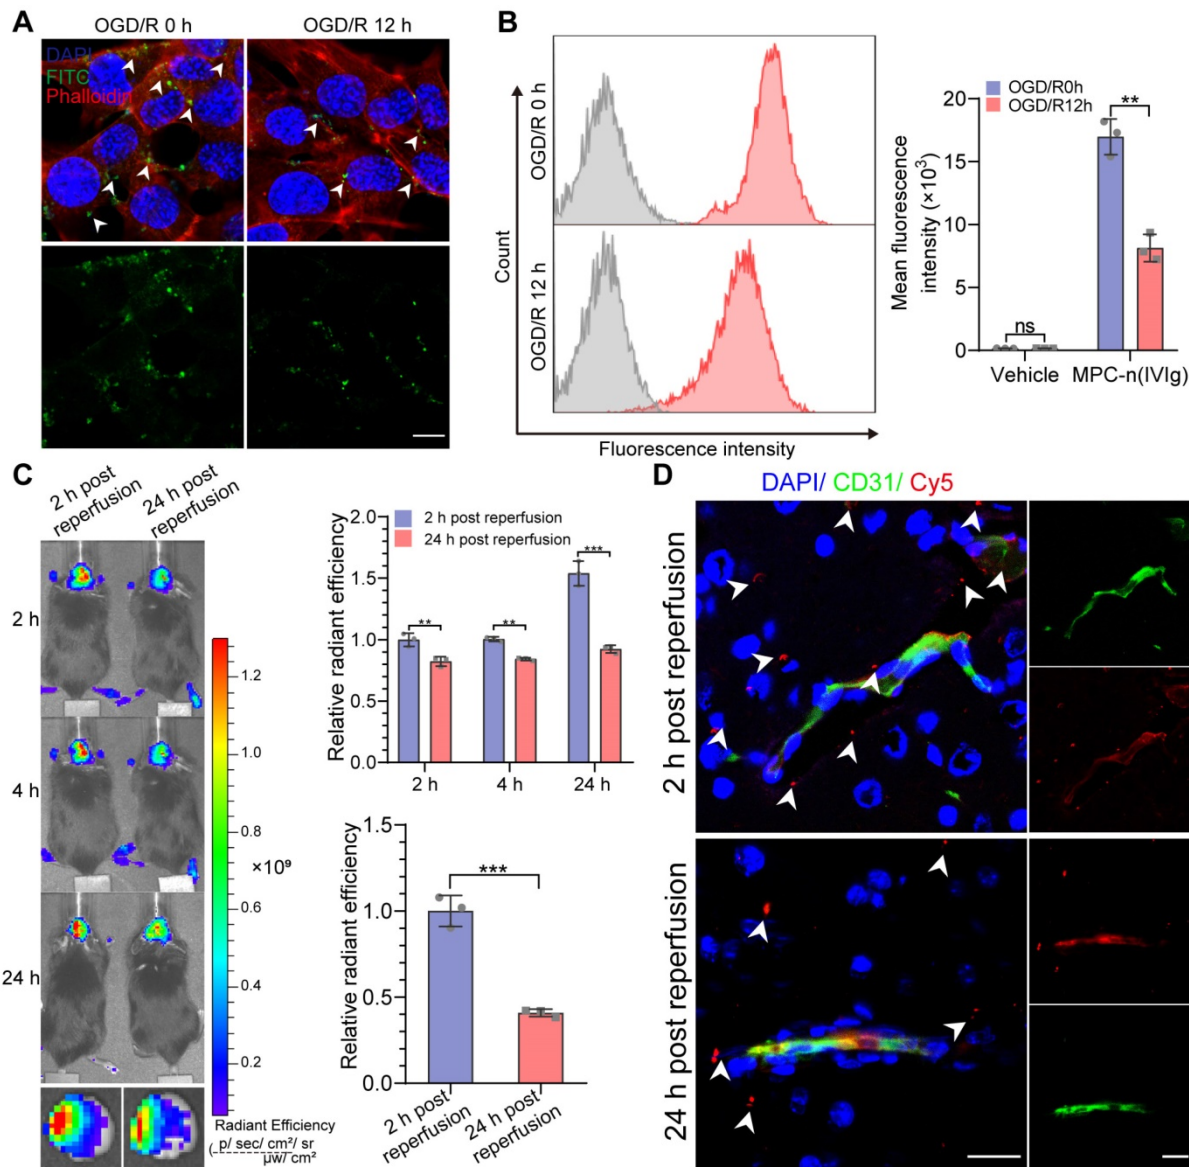 A
OGD/R 0 h
OGD/R 12 h
DAPI
FITC
Phalloidin
B
OGD/R 0 h
OGD/R 12 h
Count
Fluorescence intensity
OGD/R0h
OGD/R12h
Mean fluorescence
intensity (×10³)
20
15
10
5
0
**
ns
Vehicle
MPC-n(IVIg)
C
2 h post
reperfusion
24 h post
reperfusion
2 h
4 h
24 h
1.2
1.0
0.8
×10⁹
0.6
0.4
0.2
Radiant Efficiency
p/ sec/ cm²/ sr
µw/ cm²
Relative radiant efficiency
2.0
1.5
1.0
0.5
0.0
2 h post reperfusion
24 h post reperfusion
**
**
***
2 h
4 h
24 h
Relative radiant efficiency
1.5
1.0
0.5
0.0
***
2 h post
reperfusion
24 h post
reperfusion
D
DAPI/ CD31/ Cy5
2 h post reperfusion
24 h post reperfusion